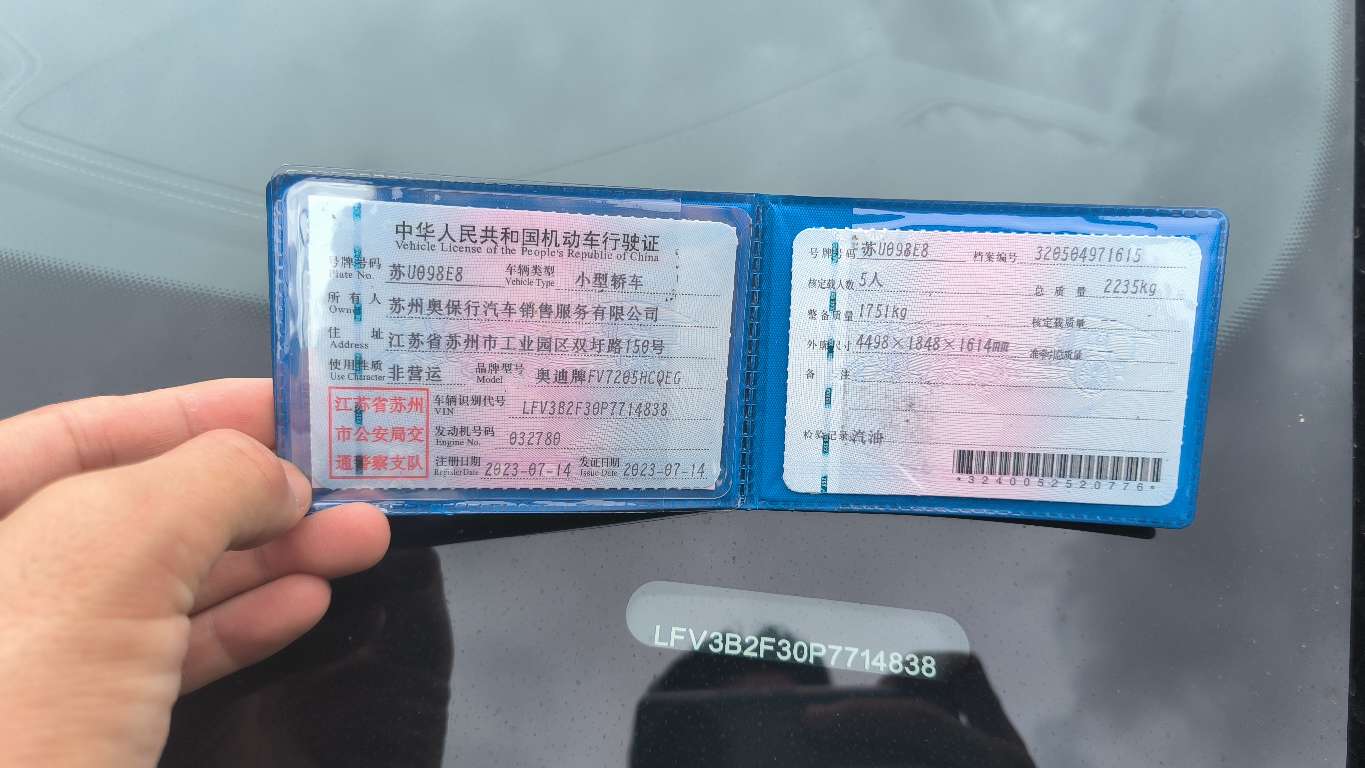 中华人民共和国机动车行驶证
Vehicle License of the People's Republic of China
号牌号码 苏U098E8 车辆类型 小型轿车
Plate No. Vehicle Type
所有人 苏州奥保行汽车销售服务有限公司
Owner
住址 江苏省苏州市工业园区双圩路150号
Address
使用性质 非营运 品牌型号 奥迪牌FV7205HCQEG
Use Character Model
江苏省苏州
市公安局交
通警察支队
车辆识别代号 LFV3B2F30P7714838
VIN
发动机号码 032780
Engine No.
注册日期 2023-07-14 发证日期 2023-07-14
Register Date Issue Date
号牌号码 苏U098E8 档案编号 320504971615
核定载人数 5人 总质量 2235kg
整备质量 1751kg 核定载质量 --
外廓尺寸 4498×1848×1614mm 准牵引总质量 --
备注
检验记录 汽油
*3240052520776*
LFV3B2F30P7714838